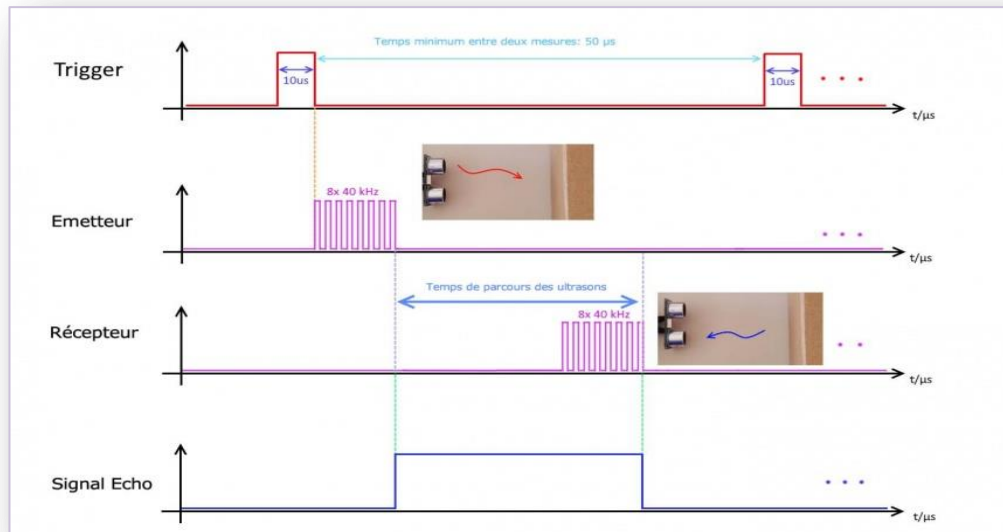 Temps minimum entre deux mesures: 50 µs
Trigger
10us
10us
t/µs
8x 40 kHz
Emetteur
t/µs
Temps de parcours des ultrasons
8x 40 kHz
Récepteur
t/µs
Signal Echo
t/µs